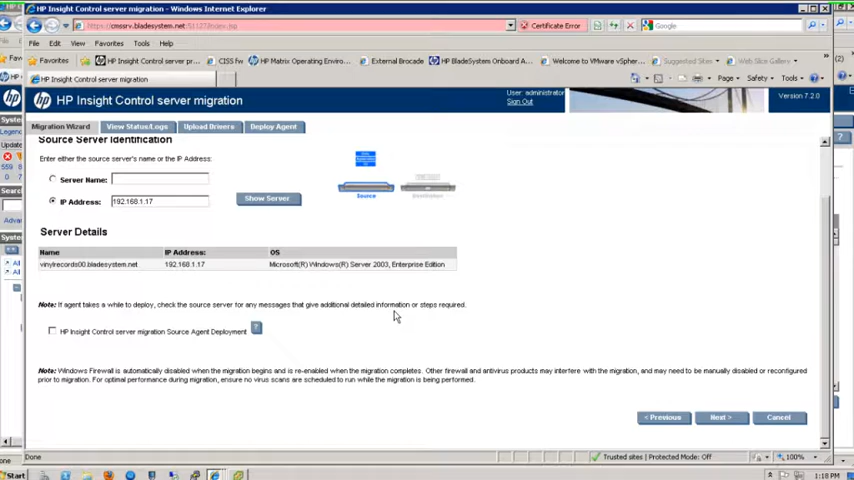 HP Insight Control server migration - Windows Internet Explorer
https://cmssrv.bladesystem.net:51127/index.jsp
Certificate Error
Google
File Edit View Favorites Tools Help
Favorites HP Insight Control server pr... CISS fw HP Matrix Operating Enviro... External Brocade HP BladeSystem Onboard A... Welcome to VMware vSpher... Suggested Sites Web Slice Gallery
HP Insight Control server migration
Page Safety Tools
HP Insight Control server migration
User: administrator
Sign Out
Version 7.2.0
Migration Wizard View Status/Logs Upload Drivers Deploy Agent
Source Server Identification
Enter either the source server's name or the IP Address:
Server Name:
IP Address: 192.168.1.17
Show Server
Source
Destination
Server Details
Name IP Address: OS
vinylrecords00.bladesystem.net 192.168.1.17 Microsoft(R) Windows(R) Server 2003, Enterprise Edition
Note: If agent takes a while to deploy, check the source server for any messages that give additional detailed information or steps required.
HP Insight Control server migration Source Agent Deployment ?
Note: Windows Firewall is automatically disabled when the migration begins and is re-enabled when the migration completes. Other firewall and antivirus products may interfere with the migration, and may need to be manually disabled or reconfigured
prior to migration. For optimal performance during migration, ensure no virus scans are scheduled to run while the migration is being performed.
< Previous Next > Cancel
Done
Trusted sites | Protected Mode: Off
100%
Start
1:18 PM